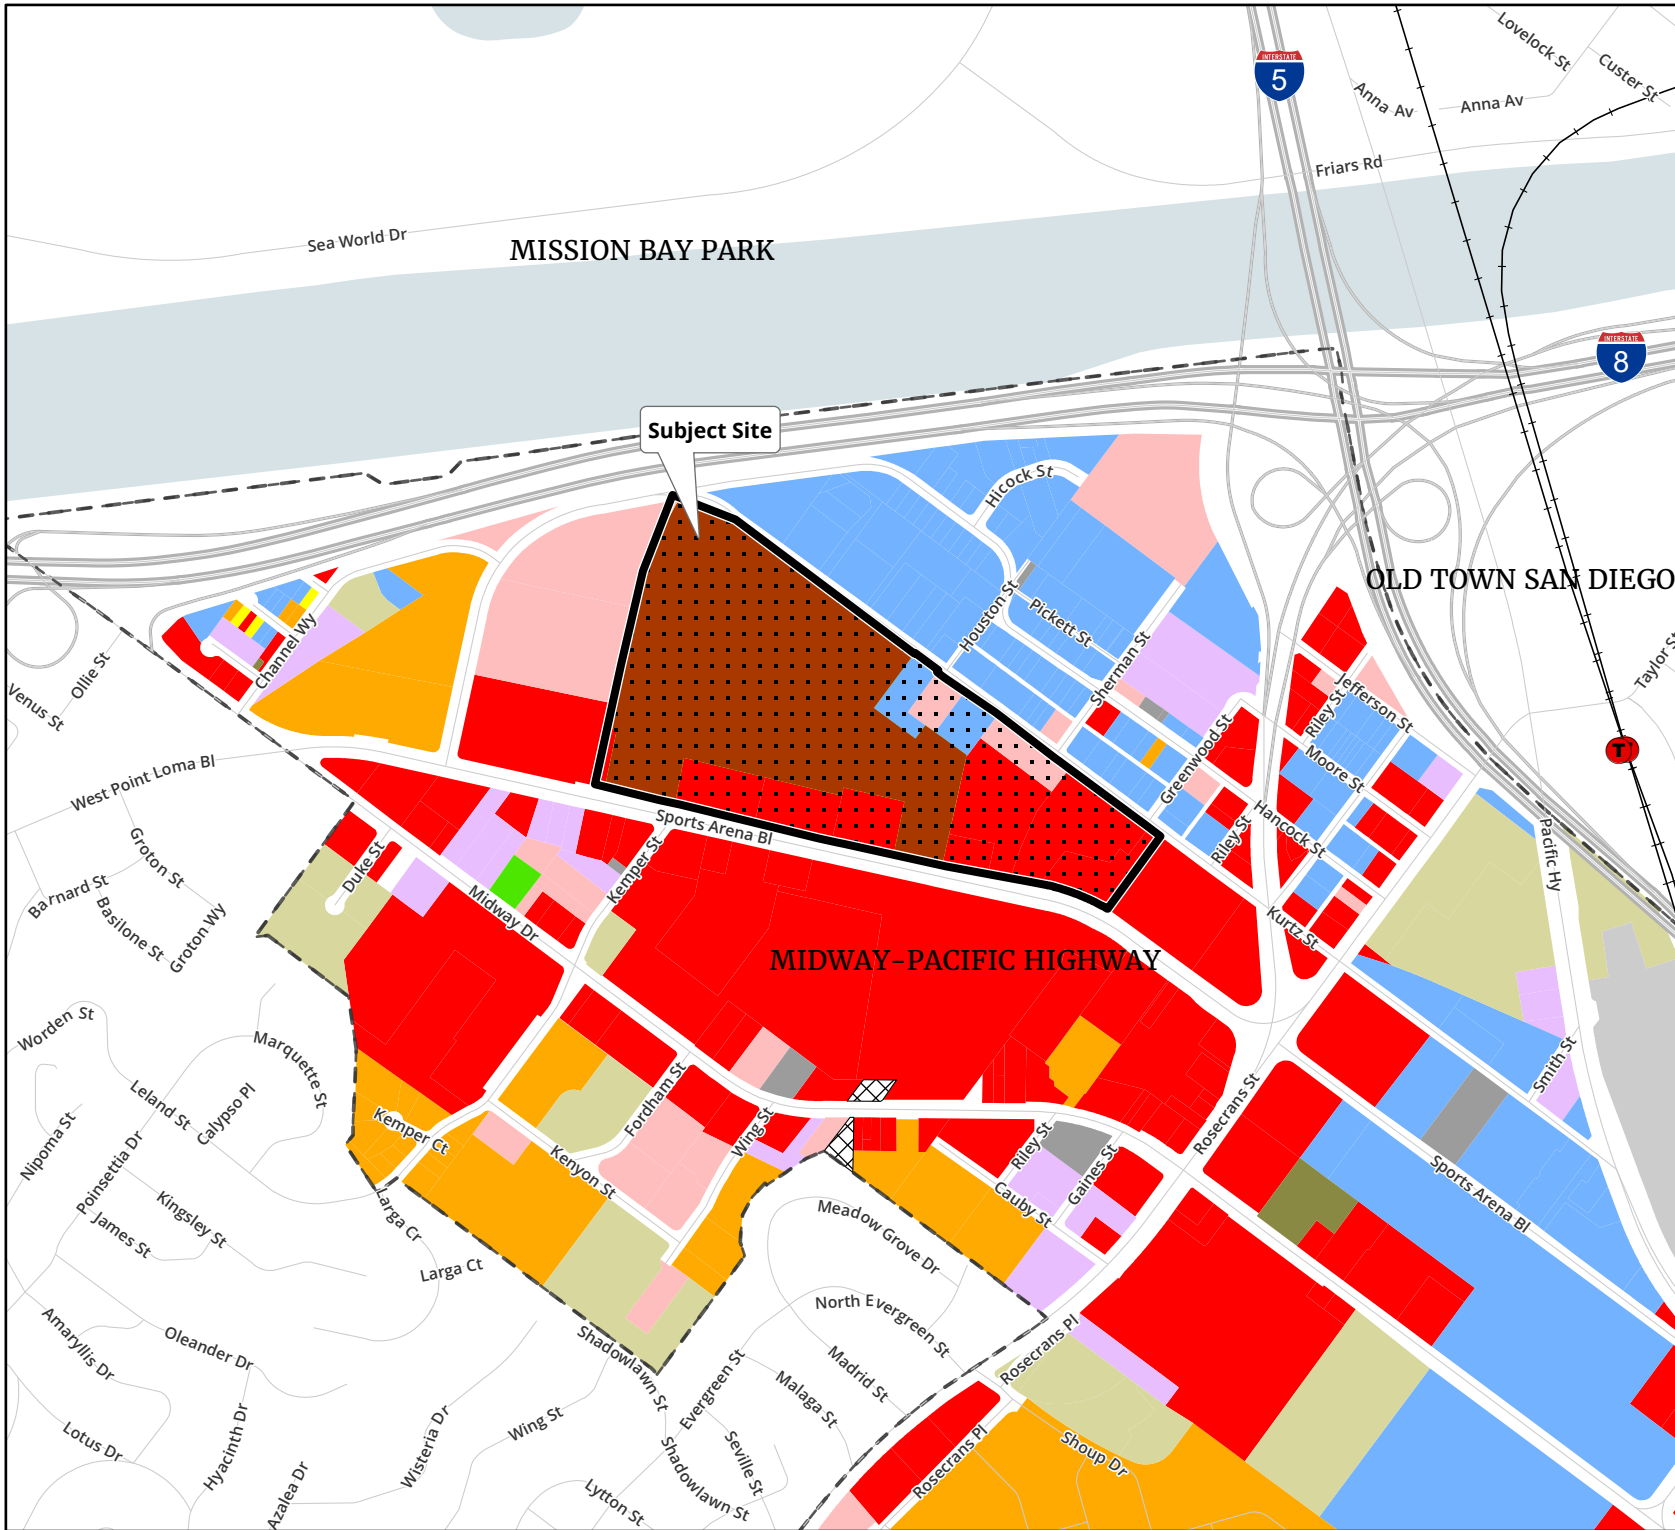 Lovelock St
Custer St
INTERSTATE
5
Anna Av
Anna Av
Friars Rd
Sea World Dr
MISSION BAY PARK
INTERSTATE
8
Subject Site
Hicock St
OLD TOWN SAN DIEGO
Houston St
Pickett St
Sherman St
Channel Wy
Ollie St
Venus St
Taylor St
Jefferson St
Riley St
Greenwood St
Moore St
T
West Point Loma Bl
Sports Arena Bl
Hancock St
Riley St
Pacific Hy
Groton St
Duke St
Kemper St
Barnard St
Basilone St
Groton Wy
Midway Dr
Kurtz St
MIDWAY-PACIFIC HIGHWAY
Worden St
Marquette St
Leland St
Calypso Pl
Smith St
Nipoma St
Kemper Ct
Fordham St
Wing St
Rosecrans St
Poinsettia Dr
Kenyon St
Riley St
Gaines St
Cauby St
Sports Arena Bl
Kingsley St
James St
Larga Cr
Larga Ct
Meadow Grove Dr
North Evergreen St
Amaryllis Dr
Oleander Dr
Shadowlawn St
Rosecrans Pl
Madrid St
Evergreen St
Malaga St
Lotus Dr
Hyacinth Dr
Wisteria Dr
Wing St
Seville St
Shadowlawn St
Rosecrans Pl
Shoup Dr
Azalea Dr
Lytton St